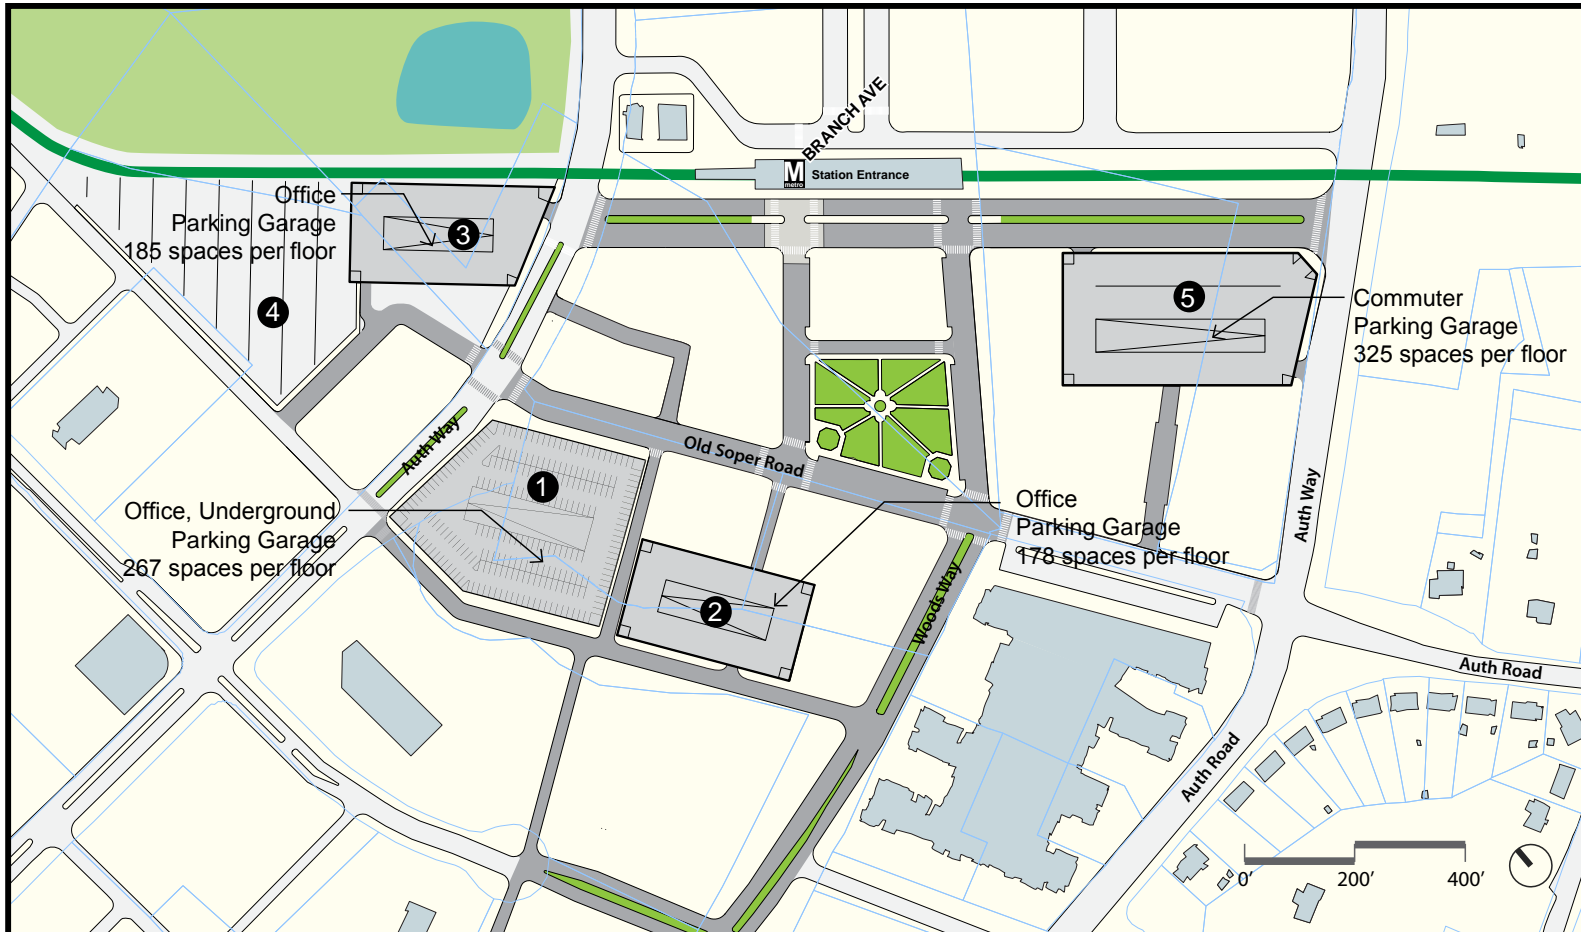 BRANCH AVE
M
metro
Station Entrance
Office
Parking Garage
185 spaces per floor
3
4
5
Commuter
Parking Garage
325 spaces per floor
Auth Way
Old Soper Road
1
Office, Underground
Parking Garage
267 spaces per floor
Office
Parking Garage
178 spaces per floor
Auth Way
2
Woods Way
Auth Road
Auth Road
0' 200' 400'